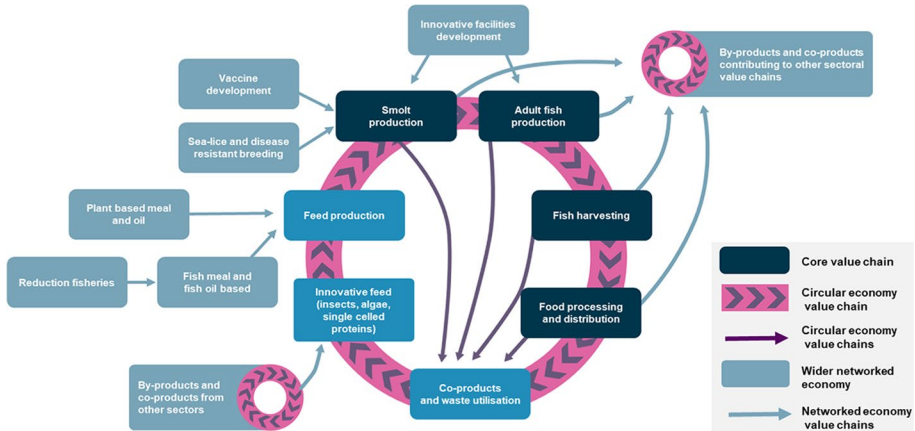 Innovative facilities
development
By-products and co-products
contributing to other sectoral
value chains
Vaccine
development
Smolt
production
Adult fish
production
Sea-lice and disease
resistant breeding
Plant based meal
and oil
Feed production
Fish harvesting
Reduction fisheries
Fish meal and
fish oil based
Innovative feed
(insects, algae,
single celled
proteins)
Food processing
and distribution
By-products and
co-products from
other sectors
Co-products
and waste utilisation
Core value chain
Circular economy
value chain
Circular economy
value chains
Wider networked
economy
Networked economy
value chains